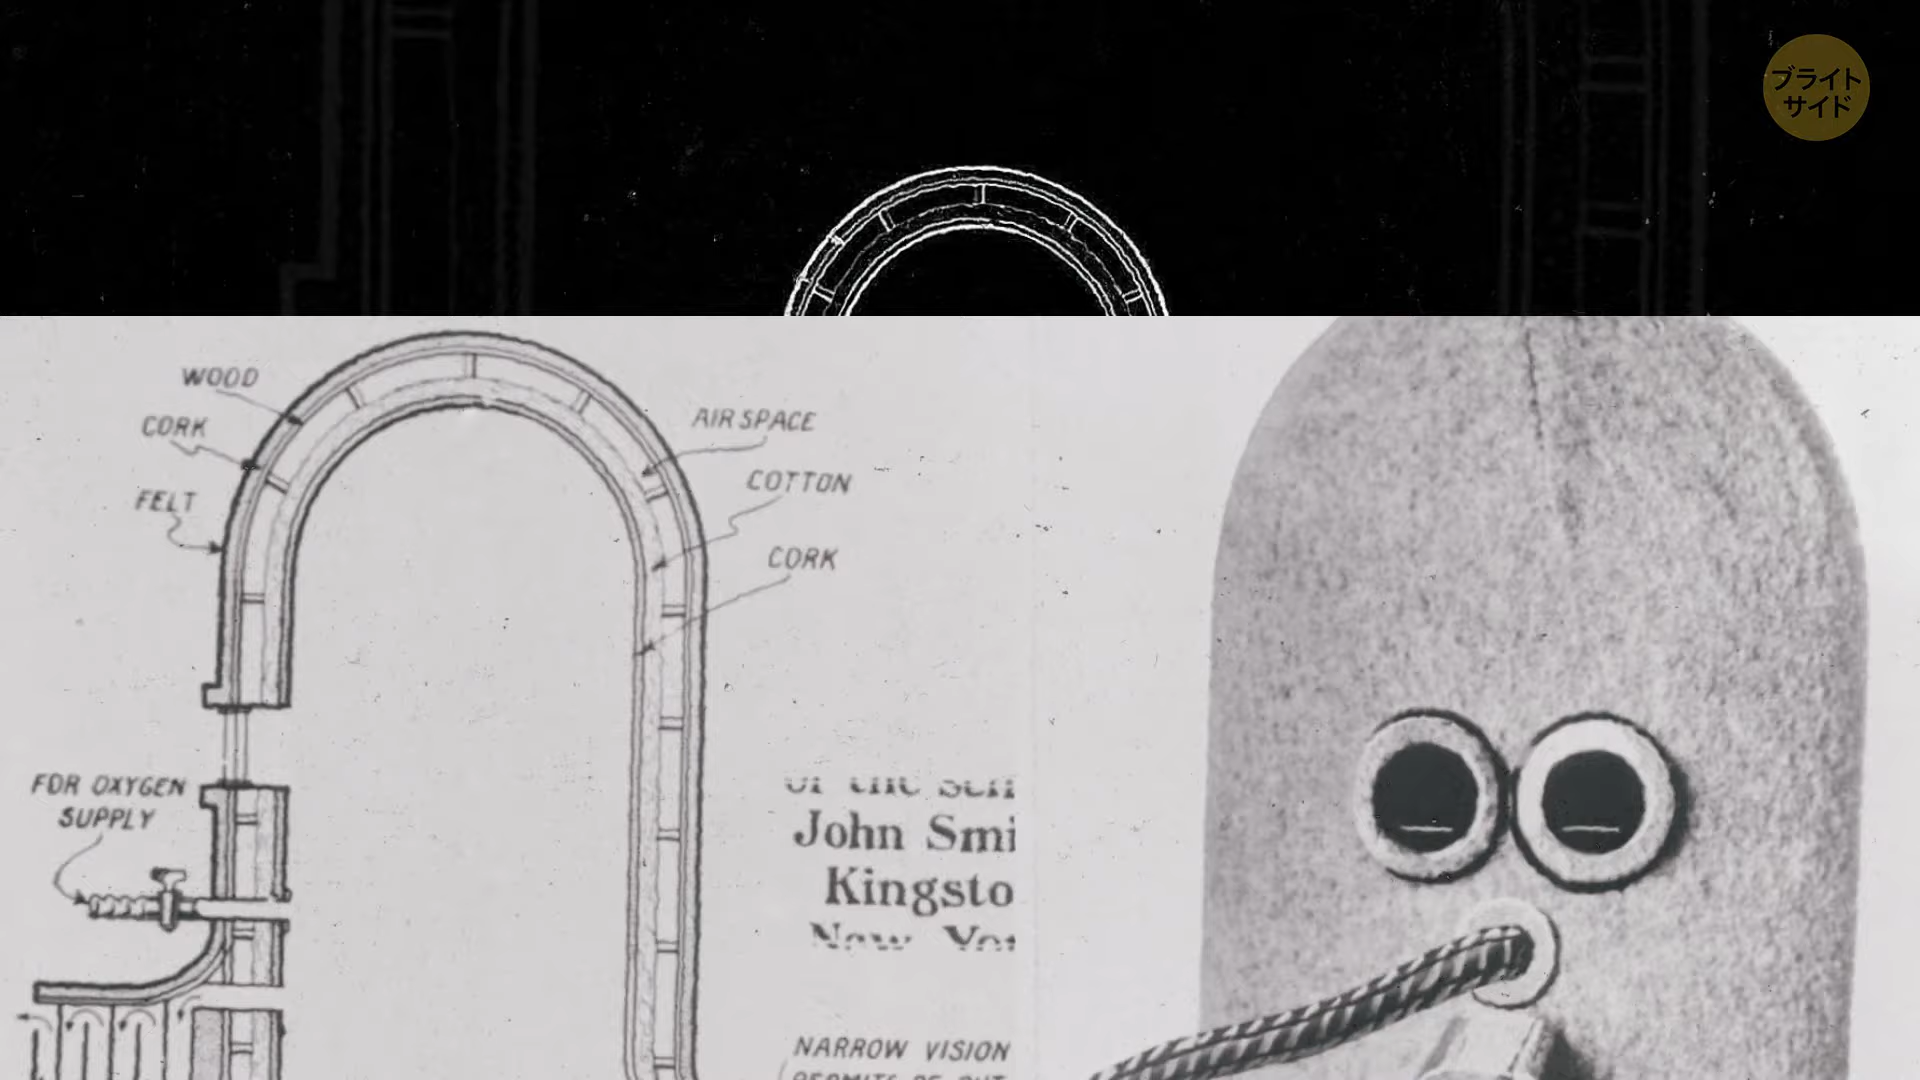 ブライト
サイド
WOOD
CORK
FELT
AIR SPACE
COTTON
CORK
FOR OXYGEN
SUPPLY
John Smi
Kingsto
NARROW VISION